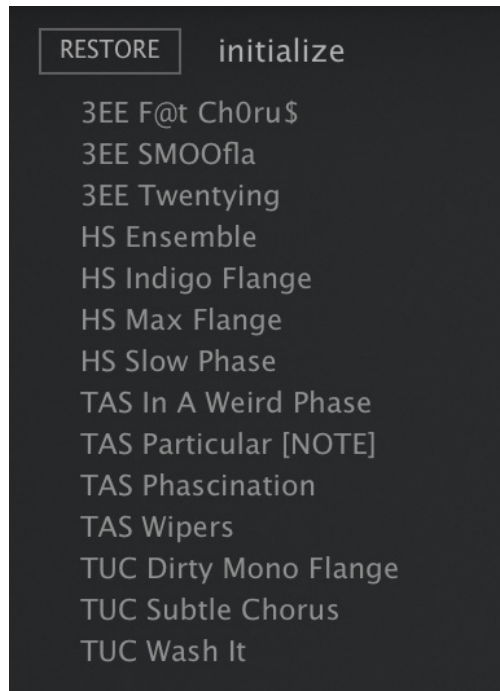 RESTORE initialize
3EE F@t Ch0ru$
3EE SMOOfla
3EE Twentying
HS Ensemble
HS Indigo Flange
HS Max Flange
HS Slow Phase
TAS In A Weird Phase
TAS Particular [NOTE]
TAS Phascination
TAS Wipers
TUC Dirty Mono Flange
TUC Subtle Chorus
TUC Wash It